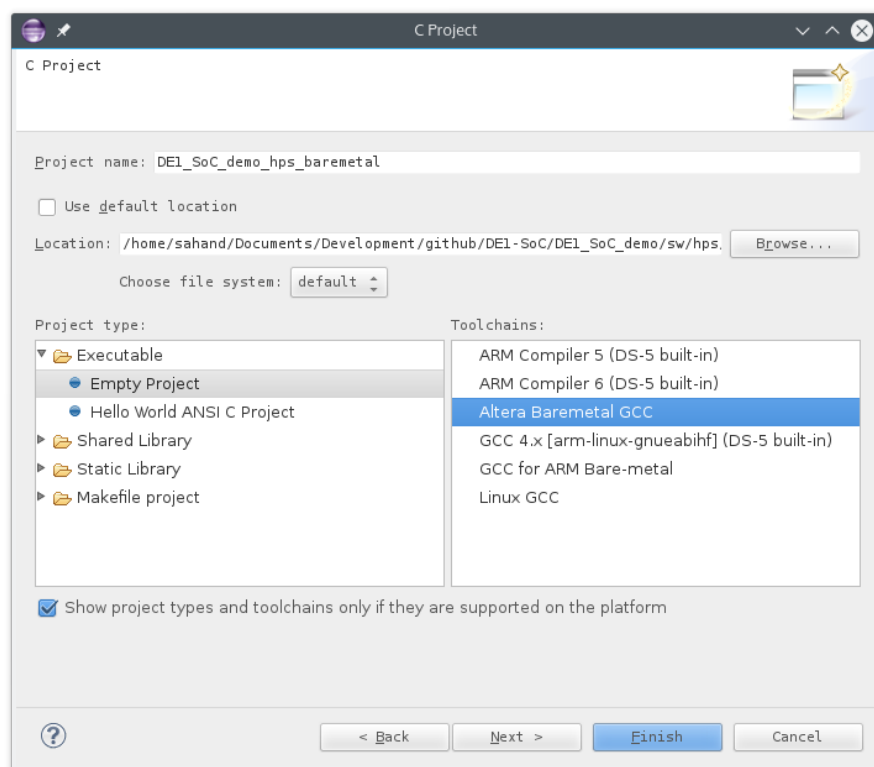 C Project
C Project
Project name: DE1_SoC_demo_hps_baremetal
Use default location
Location: /home/sahand/Documents/Development/github/DE1-SoC/DE1_SoC_demo/sw/hps. Browse...
Choose file system: default
Project type: Toolchains:
Executable ARM Compiler 5 (DS-5 built-in)
Empty Project ARM Compiler 6 (DS-5 built-in)
Hello World ANSI C Project Altera Baremetal GCC
Shared Library GCC 4.x [arm-linux-gnueabihf] (DS-5 built-in)
Static Library GCC for ARM Bare-metal
Makefile project Linux GCC
Show project types and toolchains only if they are supported on the platform
? < Back Next > Finish Cancel